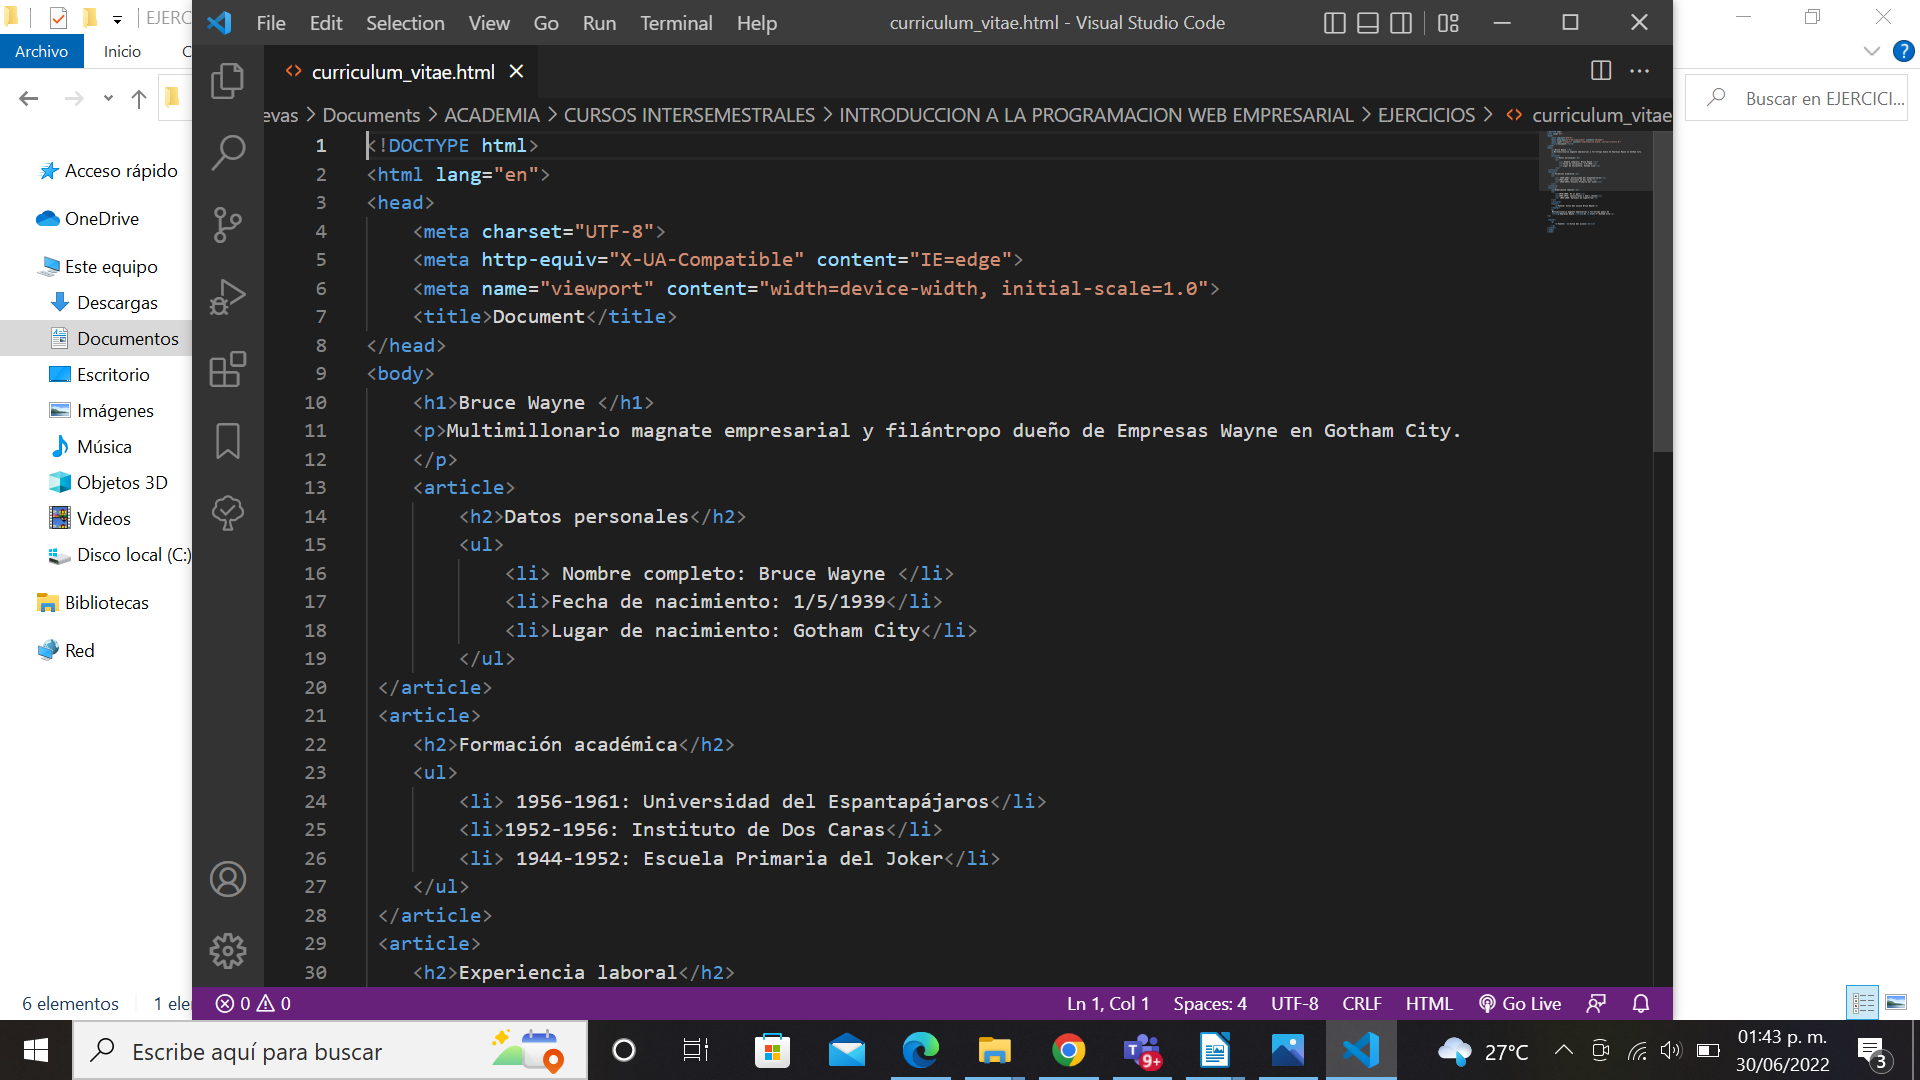 EJERC
Archivo Inicio C
Acceso rápido
OneDrive
Este equipo
Descargas
Documentos
Escritorio
Imágenes
Música
Objetos 3D
Videos
Disco local (C:)
Bibliotecas
Red
6 elementos 1 ele
File Edit Selection View Go Run Terminal Help
curriculum_vitae.html - Visual Studio Code
curriculum_vitae.html
evas > Documents > ACADEMIA > CURSOS INTERSEMESTRALES > INTRODUCCION A LA PROGRAMACION WEB EMPRESARIAL > EJERCICIOS > <> curriculum_vitae
1 <!DOCTYPE html>
2 <html lang="en">
3 <head>
4 <meta charset="UTF-8">
5 <meta http-equiv="X-UA-Compatible" content="IE=edge">
6 <meta name="viewport" content="width=device-width, initial-scale=1.0">
7 <title>Document</title>
8 </head>
9 <body>
10 <h1>Bruce Wayne </h1>
11 <p>Multimillonario magnate empresarial y filántropo dueño de Empresas Wayne en Gotham City.
12 </p>
13 <article>
14 <h2>Datos personales</h2>
15 <ul>
16 <li> Nombre completo: Bruce Wayne </li>
17 <li>Fecha de nacimiento: 1/5/1939</li>
18 <li>Lugar de nacimiento: Gotham City</li>
19 </ul>
20 </article>
21 <article>
22 <h2>Formación académica</h2>
23 <ul>
24 <li> 1956-1961: Universidad del Espantapájaros</li>
25 <li>1952-1956: Instituto de Dos Caras</li>
26 <li> 1944-1952: Escuela Primaria del Joker</li>
27 </ul>
28 </article>
29 <article>
30 <h2>Experiencia laboral</h2>
0 0
Ln 1, Col 1 Spaces: 4 UTF-8 CRLF HTML Go Live
Buscar en EJERCICI...
Escribe aquí para buscar
9+
27°C
01:43 p. m.
30/06/2022
3